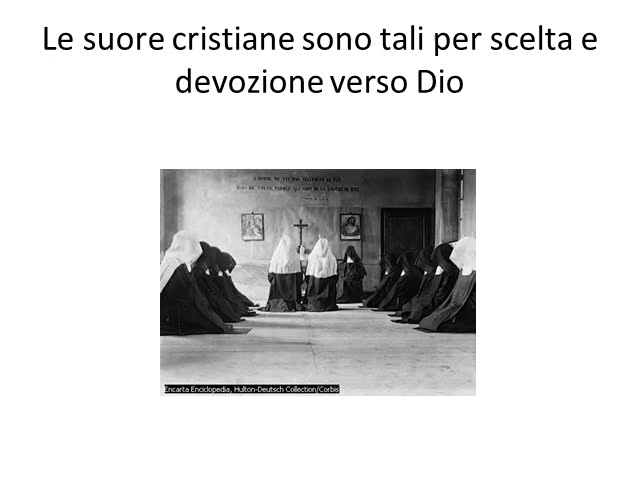 Le suore cristiane sono tali per scelta e
devozione verso Dio
Encarta Enciclopedia, Hulton-Deutsch Collection/Corbis